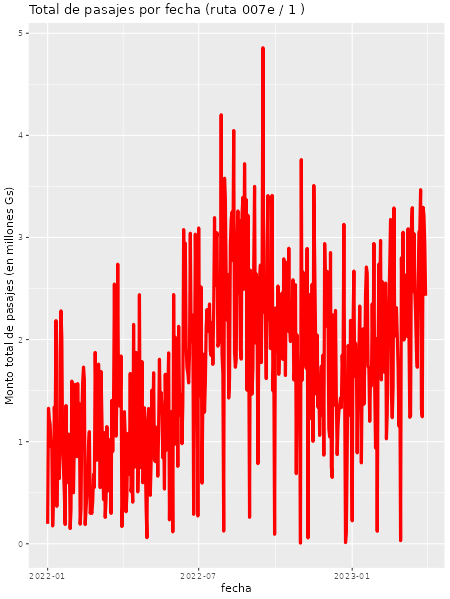 Total de pasajes por fecha (ruta 007e / 1 )
Monto total de pasajes (en millones Gs)
5
4
3
2
1
0
2022-01 2022-07 2023-01
fecha